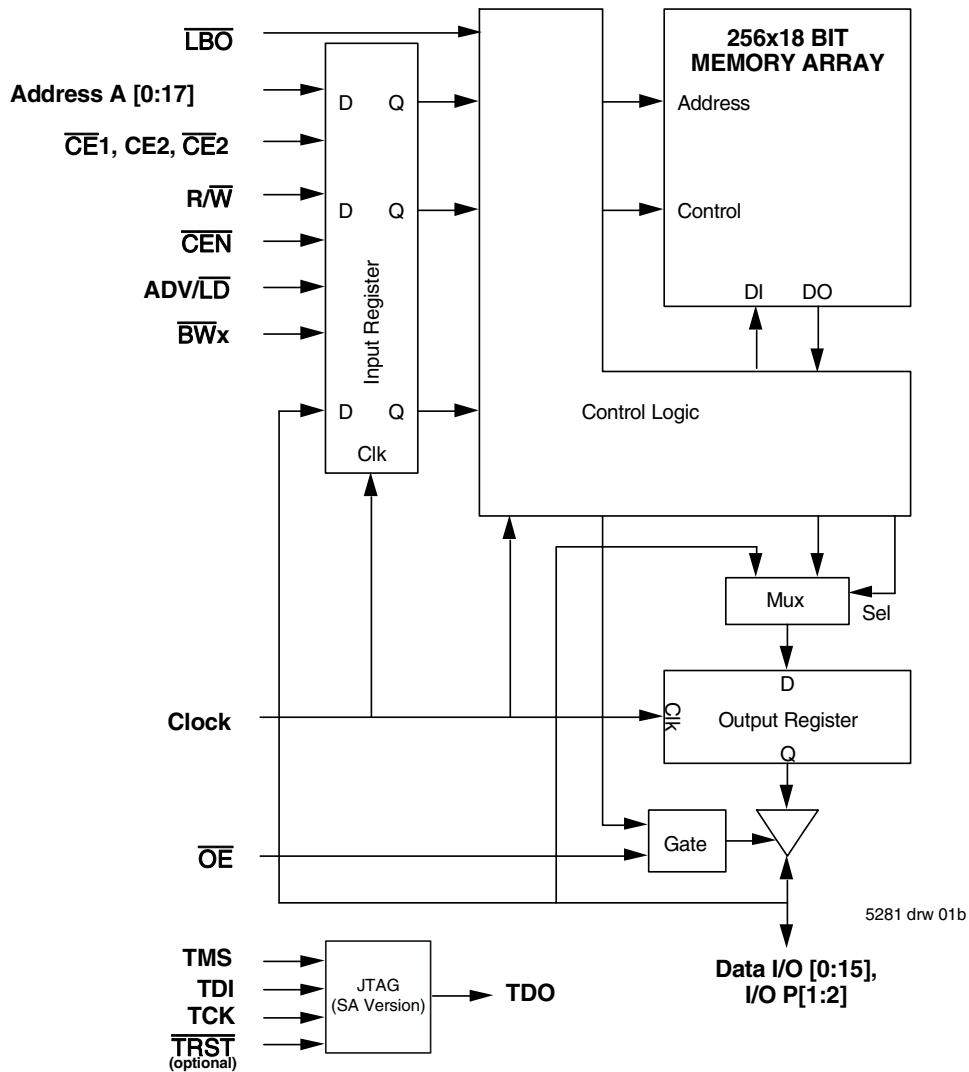 LBO
256x18 BIT
MEMORY ARRAY
Address A [0:17]
D Q
Address
CE1, CE2, CE2
R/W
D Q
Control
CEN
ADV/LD
DI DO
BWx
Input Register
D Q
Control Logic
Clk
Mux
Sel
D
Clock
Clk
Output Register
Q
Gate
OE
5281 drw 01b
Data I/O [0:15],
I/O P[1:2]
TMS
TDI
TCK
TRST
(optional)
JTAG
(SA Version)
TDO